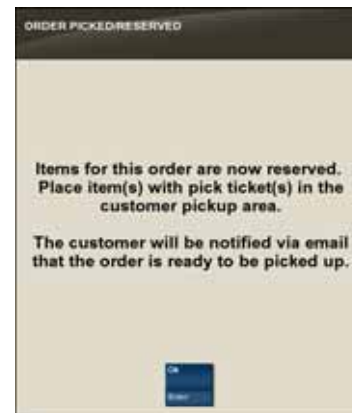 ORDER PICKED/RESERVED
Items for this order are now reserved.
Place item(s) with pick ticket(s) in the
customer pickup area.
The customer will be notified via email
that the order is ready to be picked up.
Ok
Enter